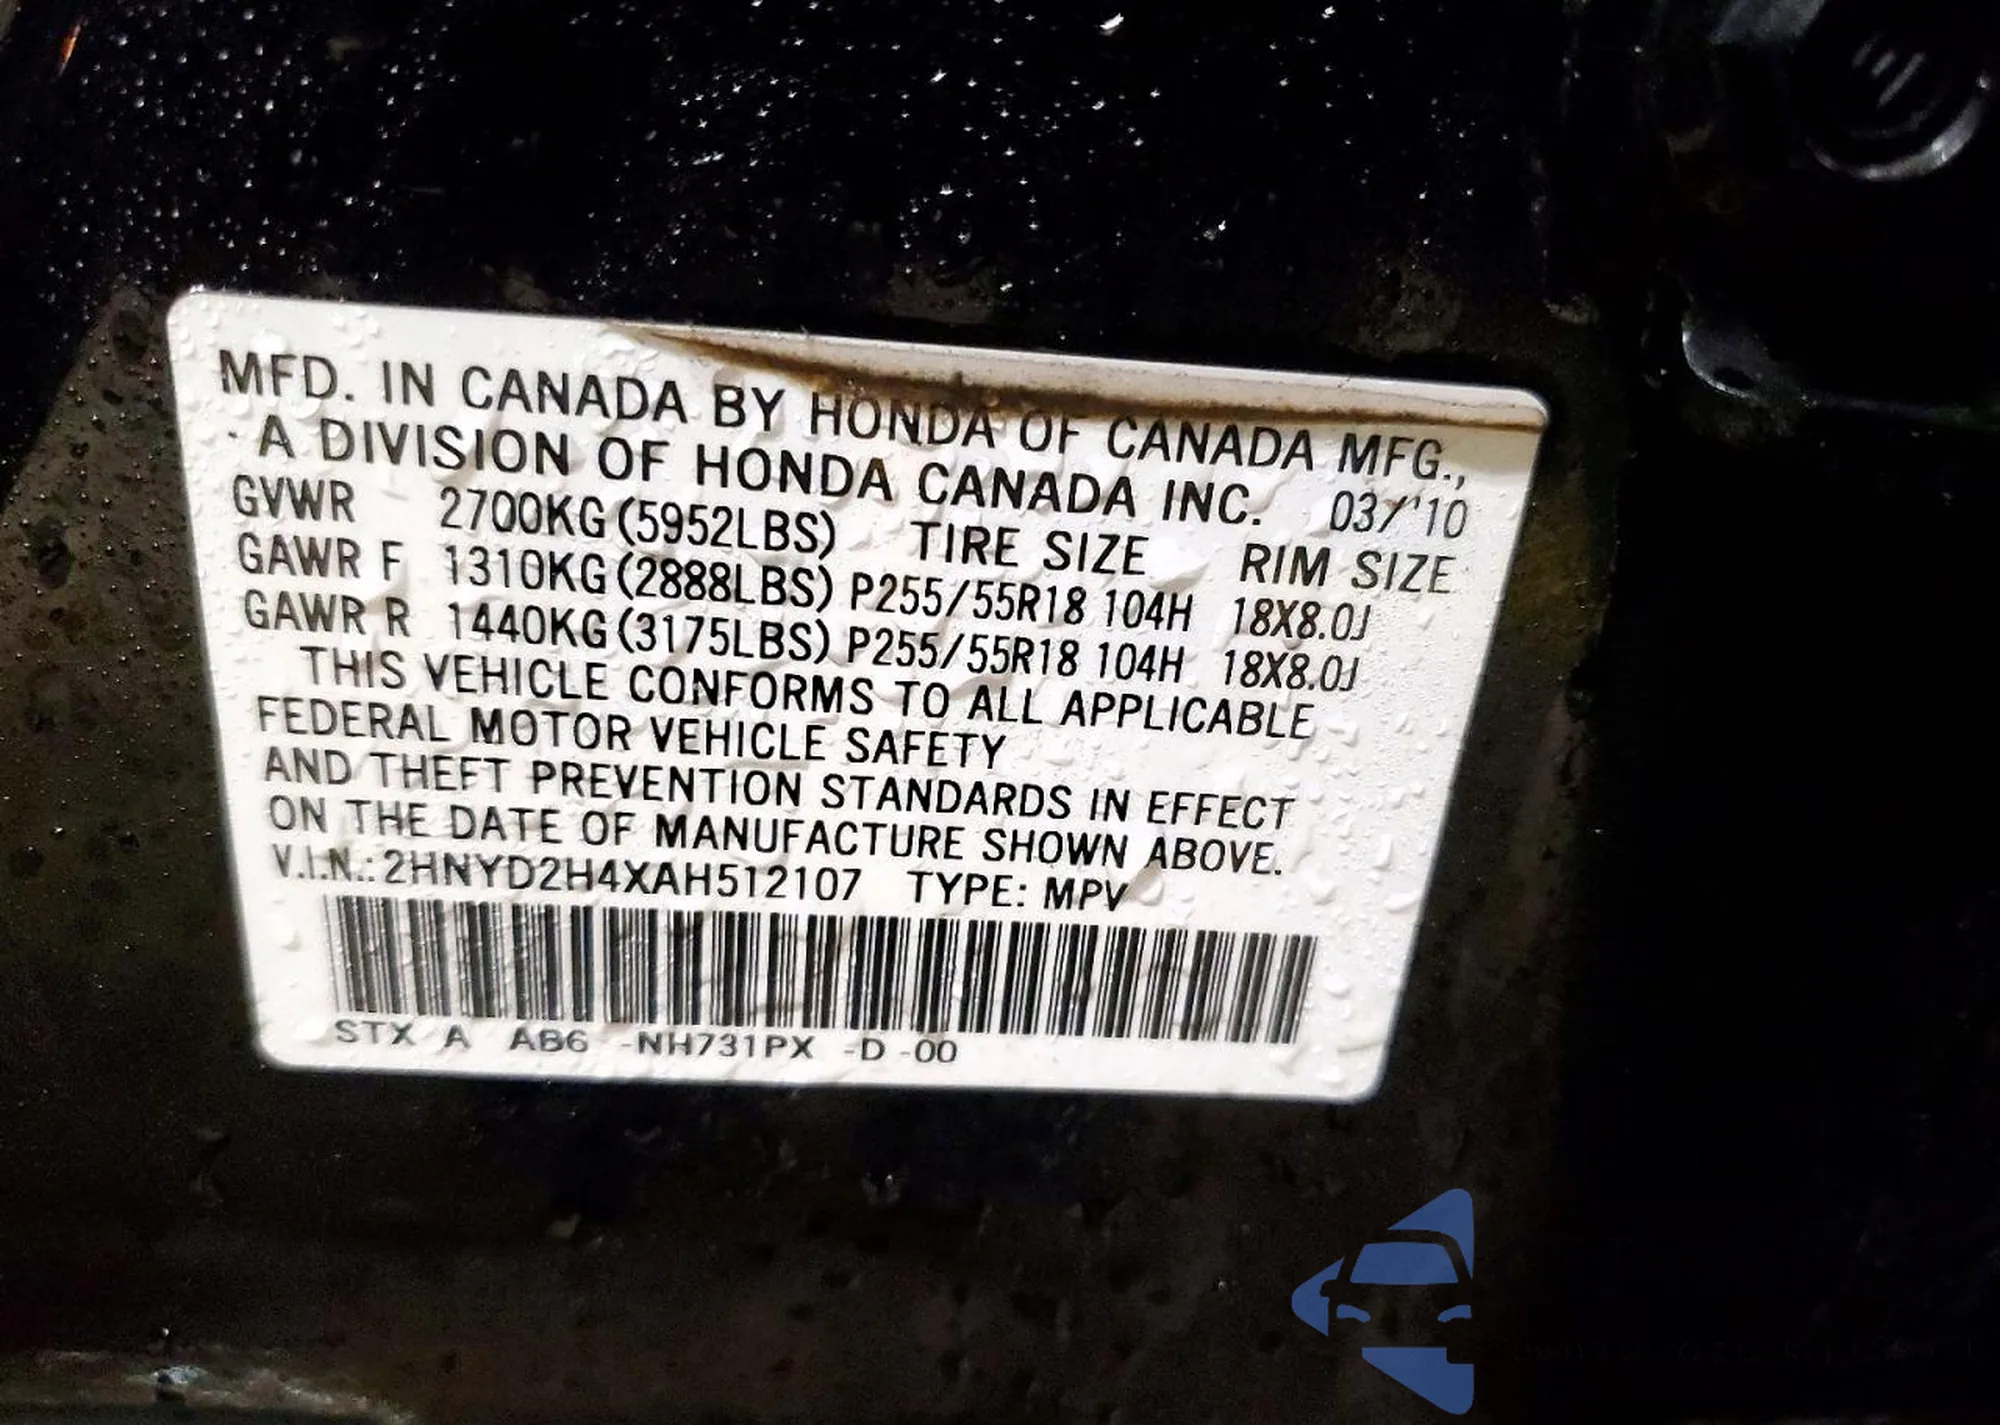 MFD. IN CANADA BY HONDA OF CANADA MFG.,
A DIVISION OF HONDA CANADA INC. 03/'10
GVWR 2700KG (5952LBS) TIRE SIZE RIM SIZE
GAWR F 1310KG (2888LBS) P255/55R18 104H 18X8.0J
GAWR R 1440KG (3175LBS) P255/55R18 104H 18X8.0J
THIS VEHICLE CONFORMS TO ALL APPLICABLE
FEDERAL MOTOR VEHICLE SAFETY
AND THEFT PREVENTION STANDARDS IN EFFECT
ON THE DATE OF MANUFACTURE SHOWN ABOVE.
V.I.N.: 2HNYD2H4XAH512107 TYPE: MPV
STX A AB6 -NH731PX -D -00